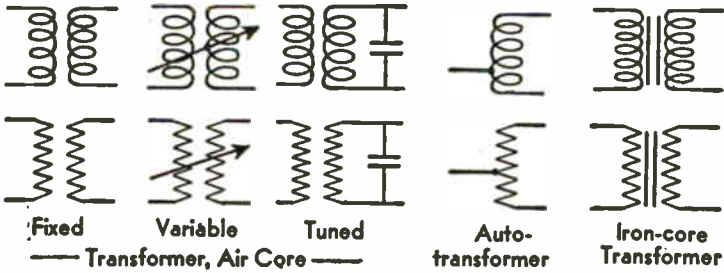 Fixed Variable Tuned Auto- Iron-core
Transformer, Air Core transformer Transformer